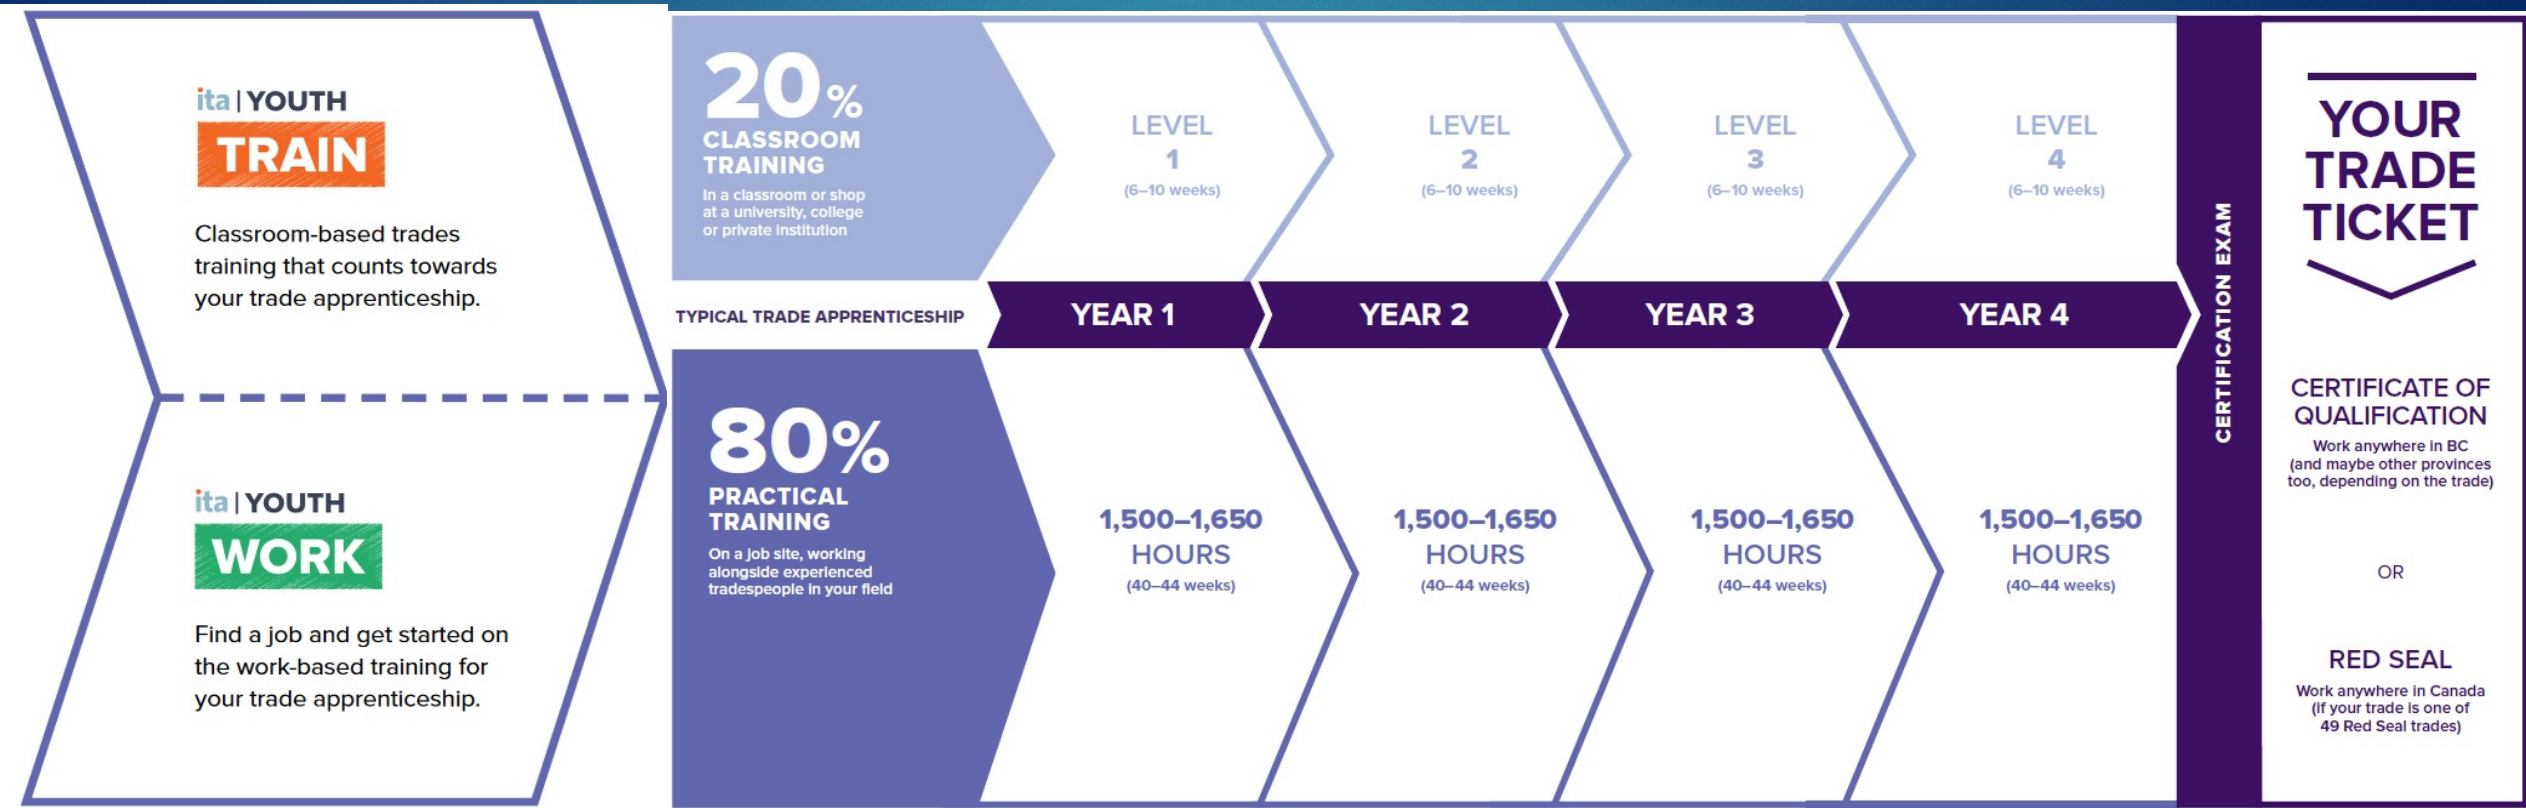 ita | YOUTH
TRAIN
Classroom-based trades
training that counts towards
your trade apprenticeship.
ita | YOUTH
WORK
Find a job and get started on
the work-based training for
your trade apprenticeship.
20%
CLASSROOM
TRAINING
In a classroom or shop
at a university, college
or private institution
LEVEL
1
(6–10 weeks)
LEVEL
2
(6–10 weeks)
LEVEL
3
(6–10 weeks)
LEVEL
4
(6–10 weeks)
TYPICAL TRADE APPRENTICESHIP
YEAR 1
YEAR 2
YEAR 3
YEAR 4
80%
PRACTICAL
TRAINING
On a job site, working
alongside experienced
tradespeople in your field
1,500–1,650
HOURS
(40–44 weeks)
1,500–1,650
HOURS
(40–44 weeks)
1,500–1,650
HOURS
(40–44 weeks)
1,500–1,650
HOURS
(40–44 weeks)
CERTIFICATION EXAM
YOUR
TRADE
TICKET
CERTIFICATE OF
QUALIFICATION
Work anywhere in BC
(and maybe other provinces
too, depending on the trade)
OR
RED SEAL
Work anywhere in Canada
(if your trade is one of
49 Red Seal trades)